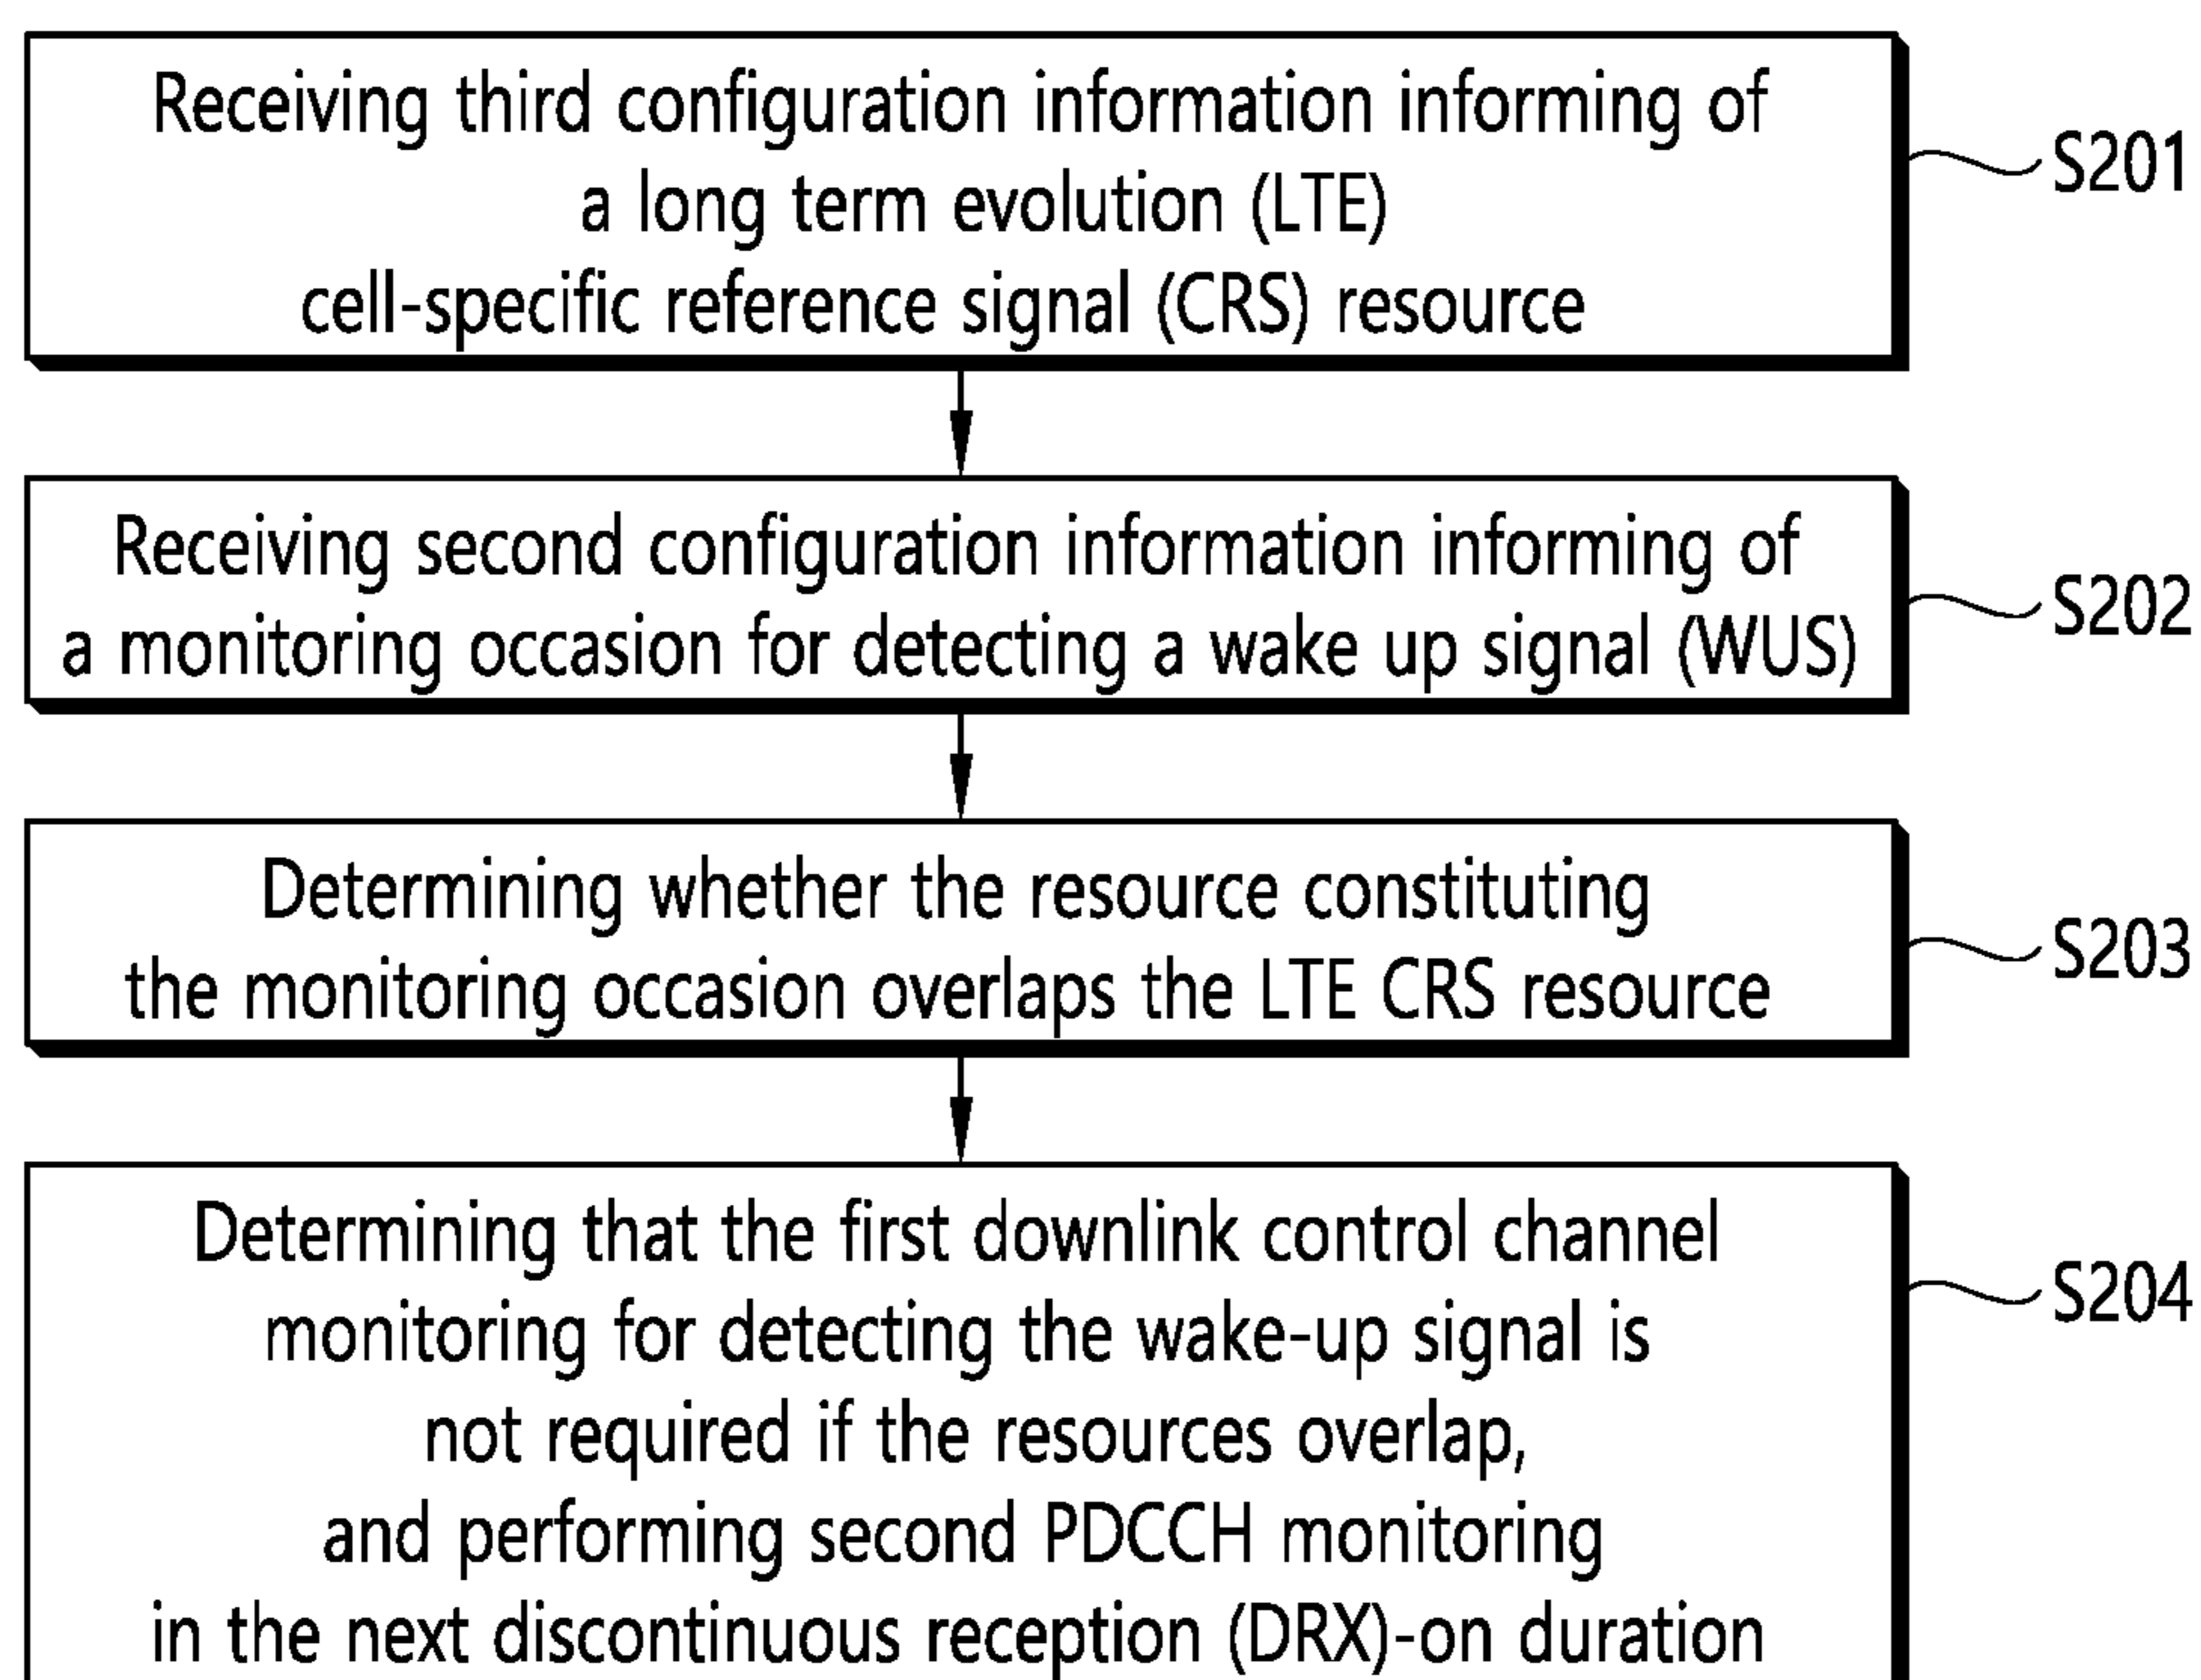 Receiving third configuration information informing of
a long term evolution (LTE)
cell-specific reference signal (CRS) resource
S201
Receiving second configuration information informing of
a monitoring occasion for detecting a wake up signal (WUS)
S202
Determining whether the resource constituting
the monitoring occasion overlaps the LTE CRS resource
S203
Determining that the first downlink control channel
monitoring for detecting the wake-up signal is
not required if the resources overlap,
and performing second PDCCH monitoring
in the next discontinuous reception (DRX)-on duration
S204